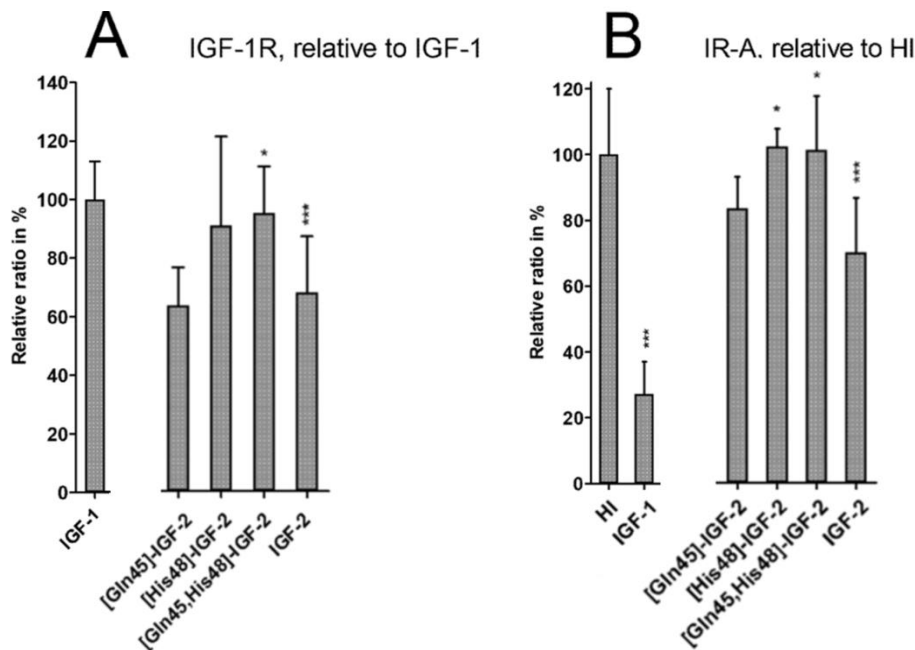 A
IGF-1R, relative to IGF-1
Relative ratio in %
140
120
100
80
60
40
20
0
*
***
IGF-1
[Gln45]-IGF-2
[His48]-IGF-2
[Gln45,His48]-IGF-2
IGF-2
B
IR-A. relative to HI
Relative ratio in %
120
100
80
60
40
20
0
***
*
*
***
HI
IGF-1
[Gln45]-IGF-2
[His48]-IGF-2
[Gln45,His48]-IGF-2
IGF-2